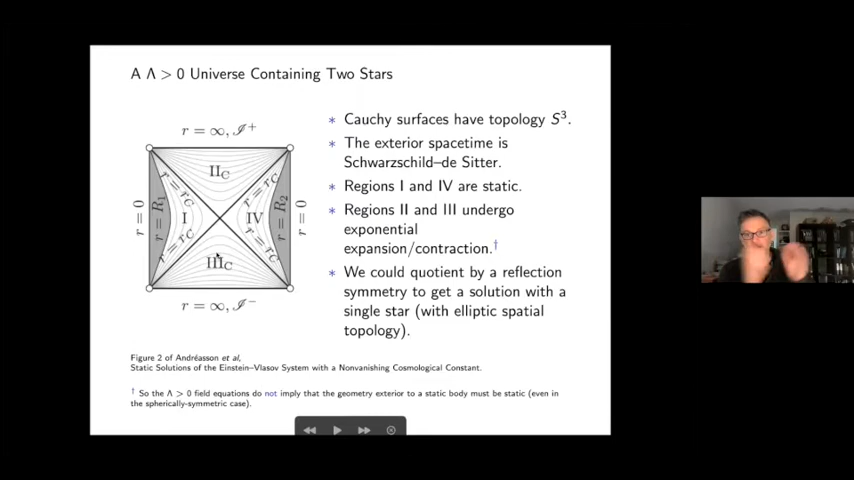 A Λ > 0 Universe Containing Two Stars
r = ∞, ℐ⁺
II_C
r = r_C
r = r_C
r = 0
r = R₁
I
IV
r = R₂
r = 0
r = r_C
r = r_C
III_C
r = ∞, ℐ⁻
∗ Cauchy surfaces have topology S³.
∗ The exterior spacetime is
Schwarzschild–de Sitter.
∗ Regions I and IV are static.
∗ Regions II and III undergo
exponential
expansion/contraction.†
∗ We could quotient by a reflection
symmetry to get a solution with a
single star (with elliptic spatial
topology).
Figure 2 of Andréasson et al,
Static Solutions of the Einstein–Vlasov System with a Nonvanishing Cosmological Constant.
† So the Λ > 0 field equations do not imply that the geometry exterior to a static body must be static (even in
the spherically-symmetric case).